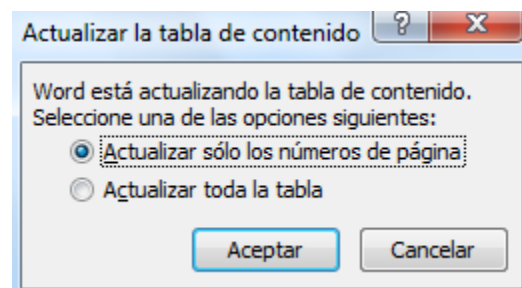 Actualizar la tabla de contenido
Word está actualizando la tabla de contenido.
Seleccione una de las opciones siguientes:
Actualizar sólo los números de página
Actualizar toda la tabla
Aceptar Cancelar